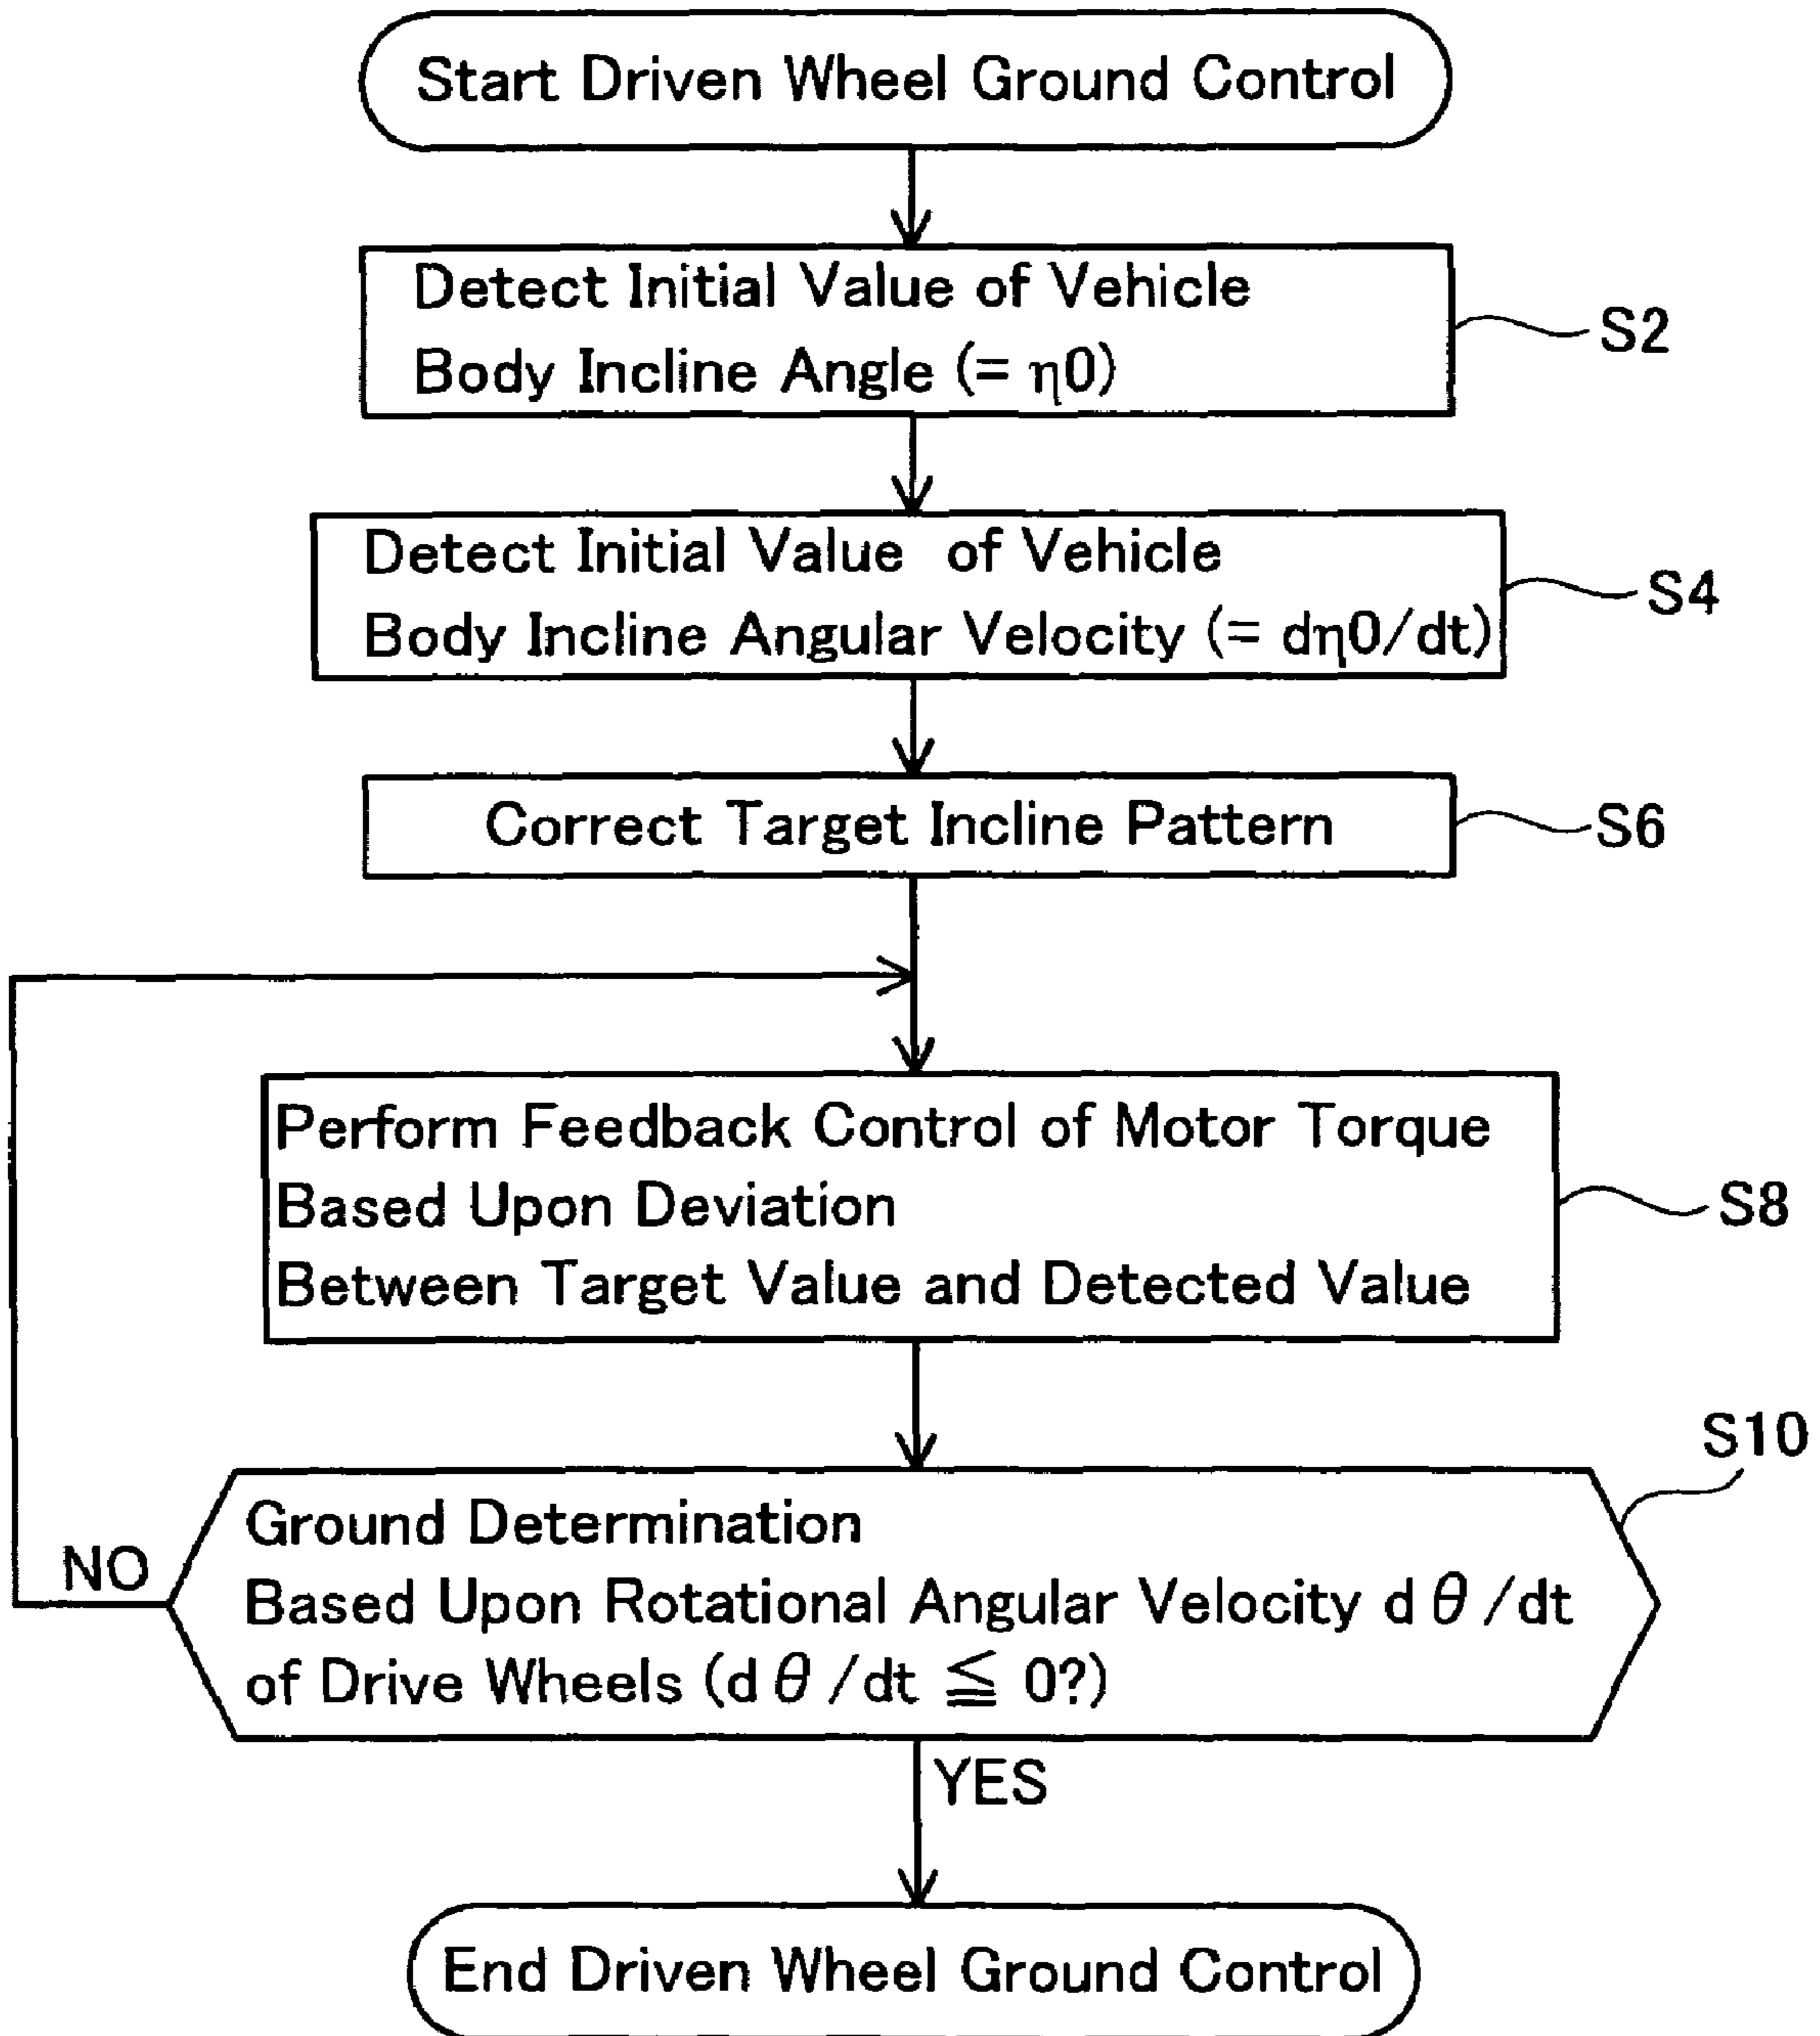 Start Driven Wheel Ground Control
Detect Initial Value of Vehicle
Body Incline Angle (= η0)
S2
Detect Initial Value of Vehicle
Body Incline Angular Velocity (= dη0/dt)
S4
Correct Target Incline Pattern
S6
Perform Feedback Control of Motor Torque
Based Upon Deviation
Between Target Value and Detected Value
S8
S10
Ground Determination
Based Upon Rotational Angular Velocity dθ/dt
of Drive Wheels (dθ/dt ≦ 0?)
NO
YES
End Driven Wheel Ground Control